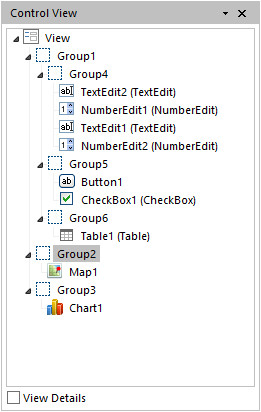 Control View
View
Group1
Group4
TextEdit2 (TextEdit)
NumberEdit1 (NumberEdit)
TextEdit1 (TextEdit)
NumberEdit2 (NumberEdit)
Group5
Button1
CheckBox1 (CheckBox)
Group6
Table1 (Table)
Group2
Map1
Group3
Chart1
View Details